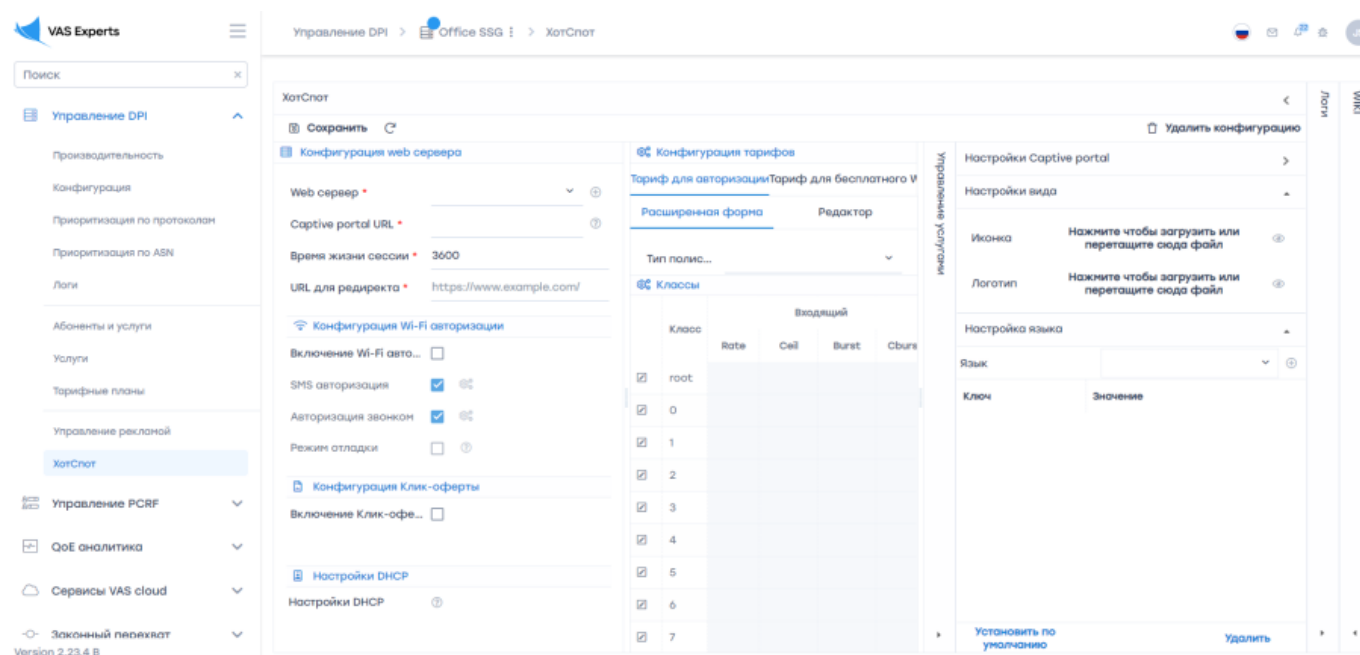 VAS Experts
Управление DPI > Office SSG > ХотСпот
Поиск
Управление DPI
Производительность
Конфигурация
Приоритизация по протоколам
Приоритизация по ASN
Логи
Абоненты и услуги
Услуги
Тарифные планы
Управление рекламой
ХотСпот
Управление PCRF
QoE аналитика
Сервисы VAS cloud
Законный перехват
Version 2.23.4 B
ХотСпот
Сохранить
Удалить конфигурацию
Конфигурация web сервера
Web сервер *
Captive portal URL *
Время жизни сессии * 3600
URL для редиректа * https://www.example.com/
Конфигурация Wi-Fi авторизации
Включение Wi-Fi авто...
SMS авторизация
Авторизация звонком
Режим отладки
Конфигурация Клик-оферты
Включение Клик-офе...
Настройки DHCP
Настройки DHCP
Конфигурация тарифов
Тариф для авторизации Тариф для бесплатного W
Расширенная форма Редактор
Тип полис...
Классы
Входящий
Класс
Rate Ceil Burst Cburs
root
0
1
2
3
4
5
6
7
Управление услугами
Настройки Captive portal
Настройки вида
Иконка
Нажмите чтобы загрузить или
перетащите сюда файл
Логотип
Нажмите чтобы загрузить или
перетащите сюда файл
Настройка языка
Язык
Ключ Значение
Установить по
умолчанию
Удалить
Логи
Wiki